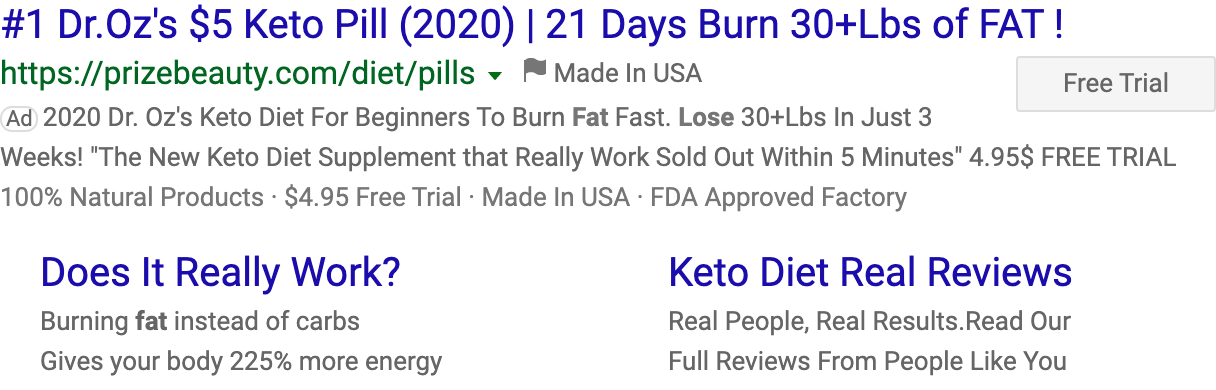 #1 Dr.Oz's $5 Keto Pill (2020) | 21 Days Burn 30+Lbs of FAT !
https://prizebeauty.com/diet/pills Made In USA
Free Trial
Ad 2020 Dr. Oz's Keto Diet For Beginners To Burn Fat Fast. Lose 30+Lbs In Just 3
Weeks! "The New Keto Diet Supplement that Really Work Sold Out Within 5 Minutes" 4.95$ FREE TRIAL
100% Natural Products · $4.95 Free Trial · Made In USA · FDA Approved Factory
Does It Really Work?
Burning fat instead of carbs
Gives your body 225% more energy
Keto Diet Real Reviews
Real People, Real Results.Read Our
Full Reviews From People Like You